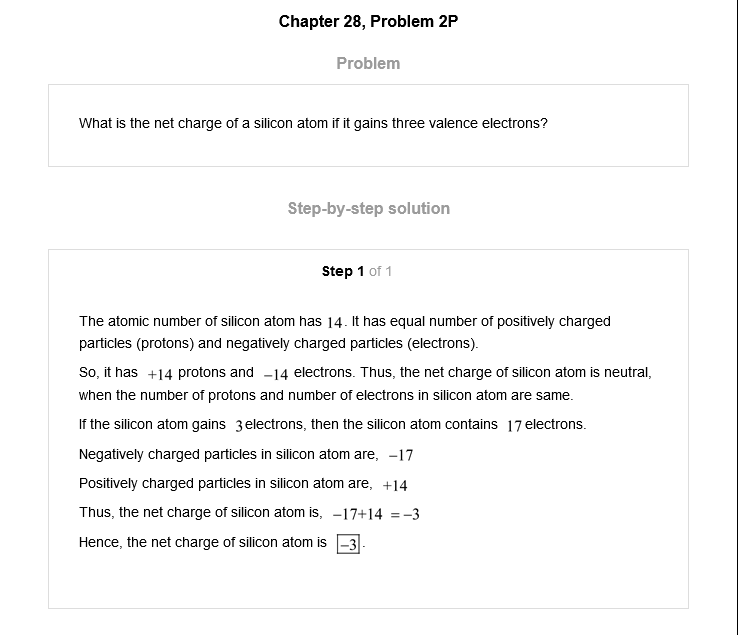 Chapter 28, Problem 2P
Problem
What is the net charge of a silicon atom if it gains three valence electrons?
Step-by-step solution
Step 1 of 1
The atomic number of silicon atom has 14. It has equal number of positively charged
particles (protons) and negatively charged particles (electrons).
So, it has +14 protons and −14 electrons. Thus, the net charge of silicon atom is neutral,
when the number of protons and number of electrons in silicon atom are same.
If the silicon atom gains 3 electrons, then the silicon atom contains 17 electrons.
Negatively charged particles in silicon atom are, −17
Positively charged particles in silicon atom are, +14
Thus, the net charge of silicon atom is, −17+14 = −3
Hence, the net charge of silicon atom is −3.